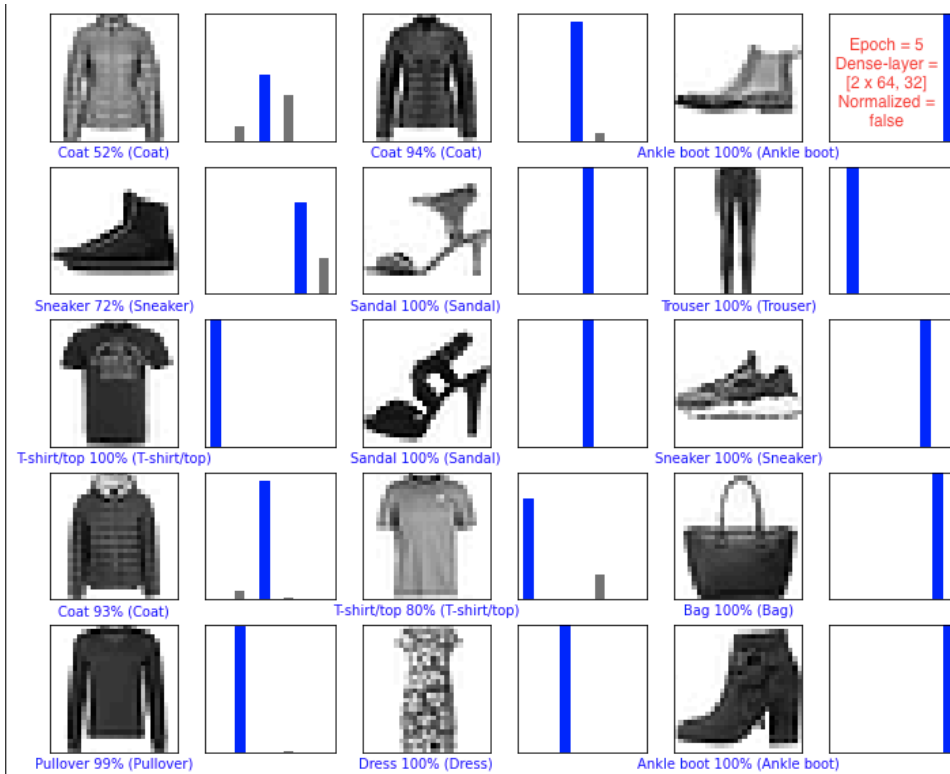 Epoch = 5
Dense-layer =
[2 x 64, 32]
Normalized =
false
Coat 52% (Coat)
Coat 94% (Coat)
Ankle boot 100% (Ankle boot)
Sneaker 72% (Sneaker)
Sandal 100% (Sandal)
Trouser 100% (Trouser)
T-shirt/top 100% (T-shirt/top)
Sandal 100% (Sandal)
Sneaker 100% (Sneaker)
Coat 93% (Coat)
T-shirt/top 80% (T-shirt/top)
Bag 100% (Bag)
Pullover 99% (Pullover)
Dress 100% (Dress)
Ankle boot 100% (Ankle boot)